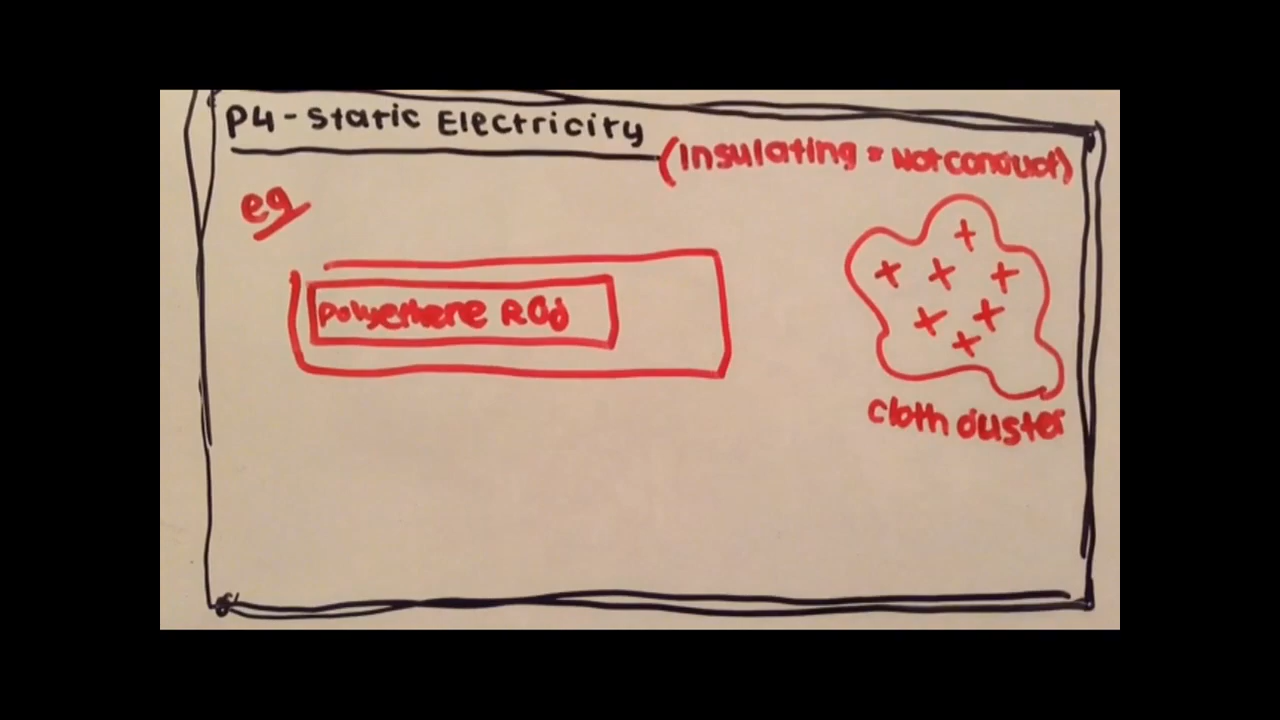 P4 - Static Electricity
(Insulating = Not conduct)
eg
Polyethene Rod
+
+ + +
+ +
+
cloth duster